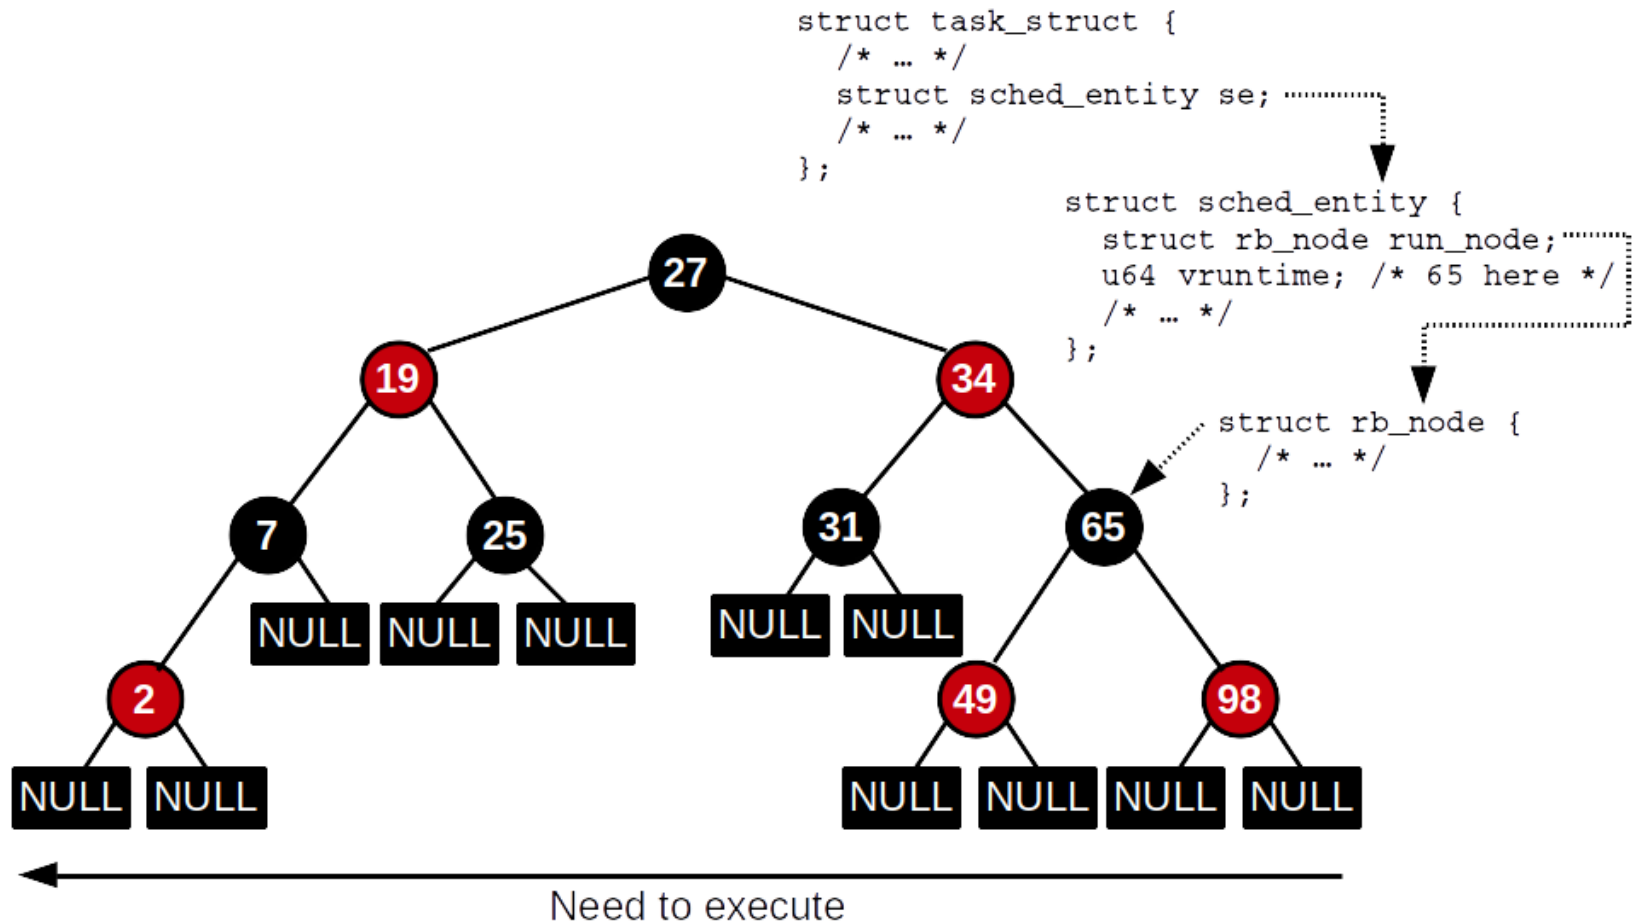 struct task_struct {
/* … */
struct sched_entity se;
/* … */
};
struct sched_entity {
struct rb_node run_node;
u64 vruntime; /* 65 here */
/* … */
};
struct rb_node {
/* … */
};
27
19 34
7 25 31 65
NULL NULL NULL NULL NULL
2 49 98
NULL NULL NULL NULL NULL NULL
Need to execute